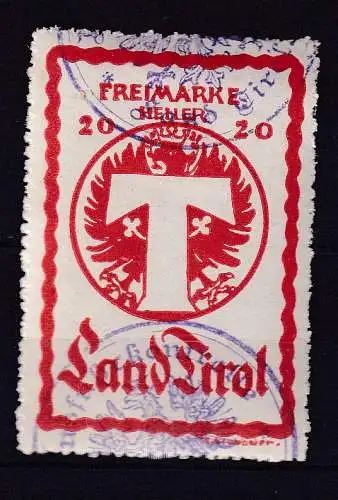 FREIMARKE
HELLER
20 20
T
Land Tirol